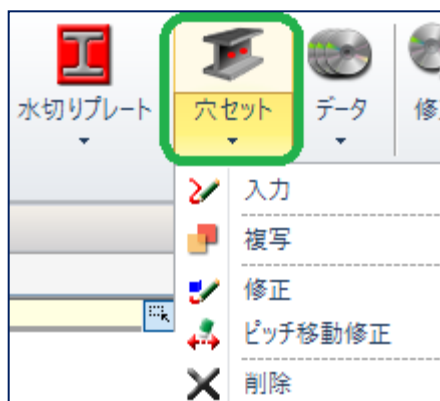 水切りプレート
穴セット
データ
入力
複写
修正
ピッチ移動修正
削除